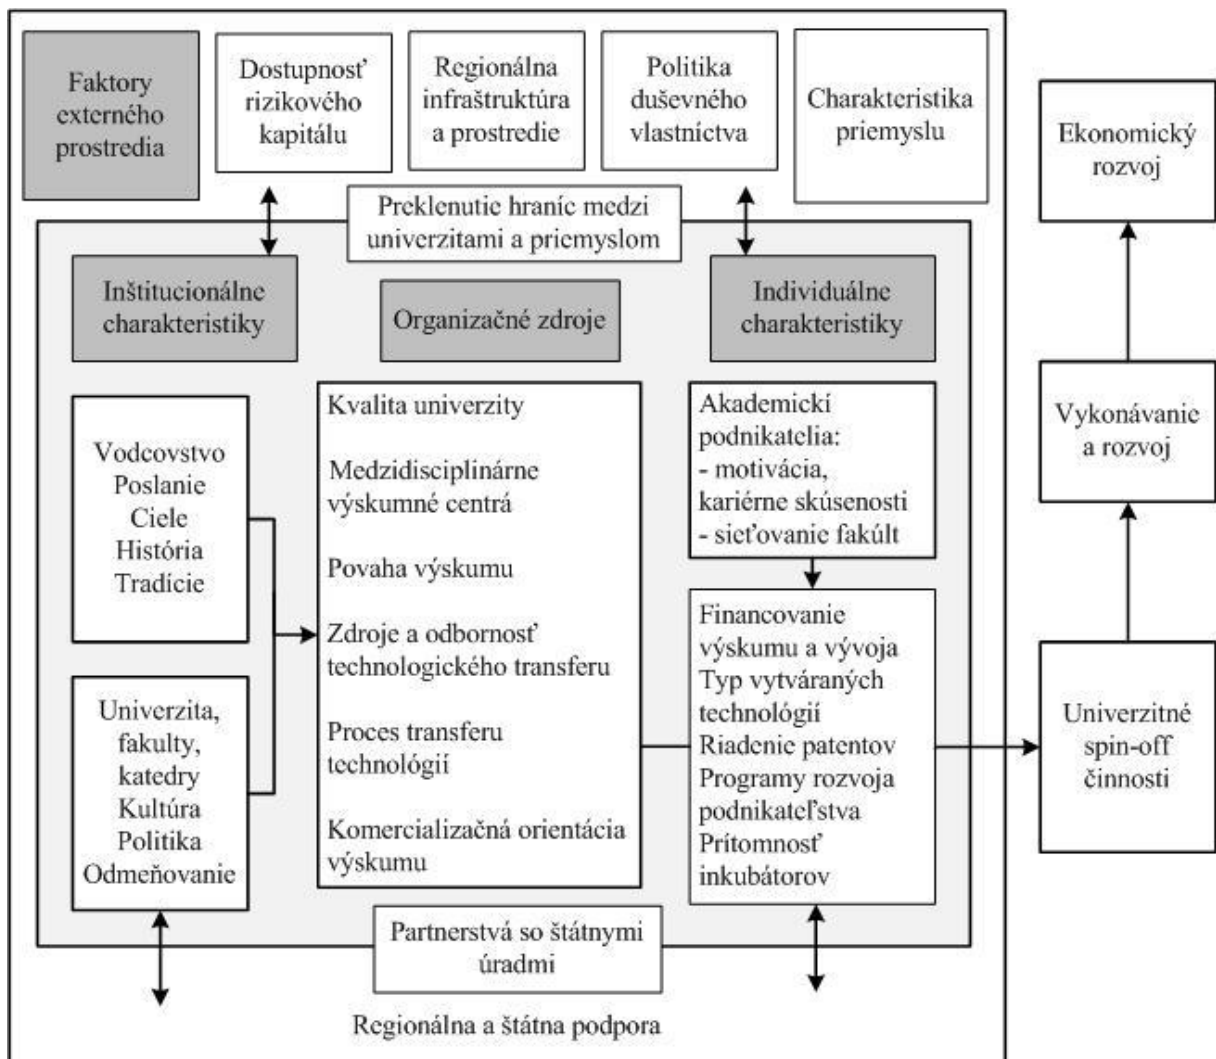 Faktory
externého
prostredia
Dostupnosť
rizikového
kapitálu
Regionálna
infraštruktúra
a prostredie
Politika
duševného
vlastníctva
Charakteristika
priemyslu
Preklenutie hraníc medzi
univerzitami a priemyslom
Inštitucionálne
charakteristiky
Organizačné zdroje
Individuálne
charakteristiky
Vodcovstvo
Poslanie
Ciele
História
Tradície
Univerzita,
fakulty,
katedry
Kultúra
Politika
Odmeňovanie
Kvalita univerzity
Medzidisciplinárne
výskumné centrá
Povaha výskumu
Zdroje a odbornosť
technologického transferu
Proces transferu
technológií
Komercializačná orientácia
výskumu
Akademickí
podnikatelia:
- motivácia,
kariérne skúsenosti
- sieťovanie fakúlt
Financovanie
výskumu a vývoja
Typ vytváraných
technológií
Riadenie patentov
Programy rozvoja
podnikateľstva
Prítomnosť
inkubátorov
Partnerstvá so štátnymi
úradmi
Regionálna a štátna podpora
Ekonomický
rozvoj
Vykonávanie
a rozvoj
Univerzitné
spin-off
činnosti